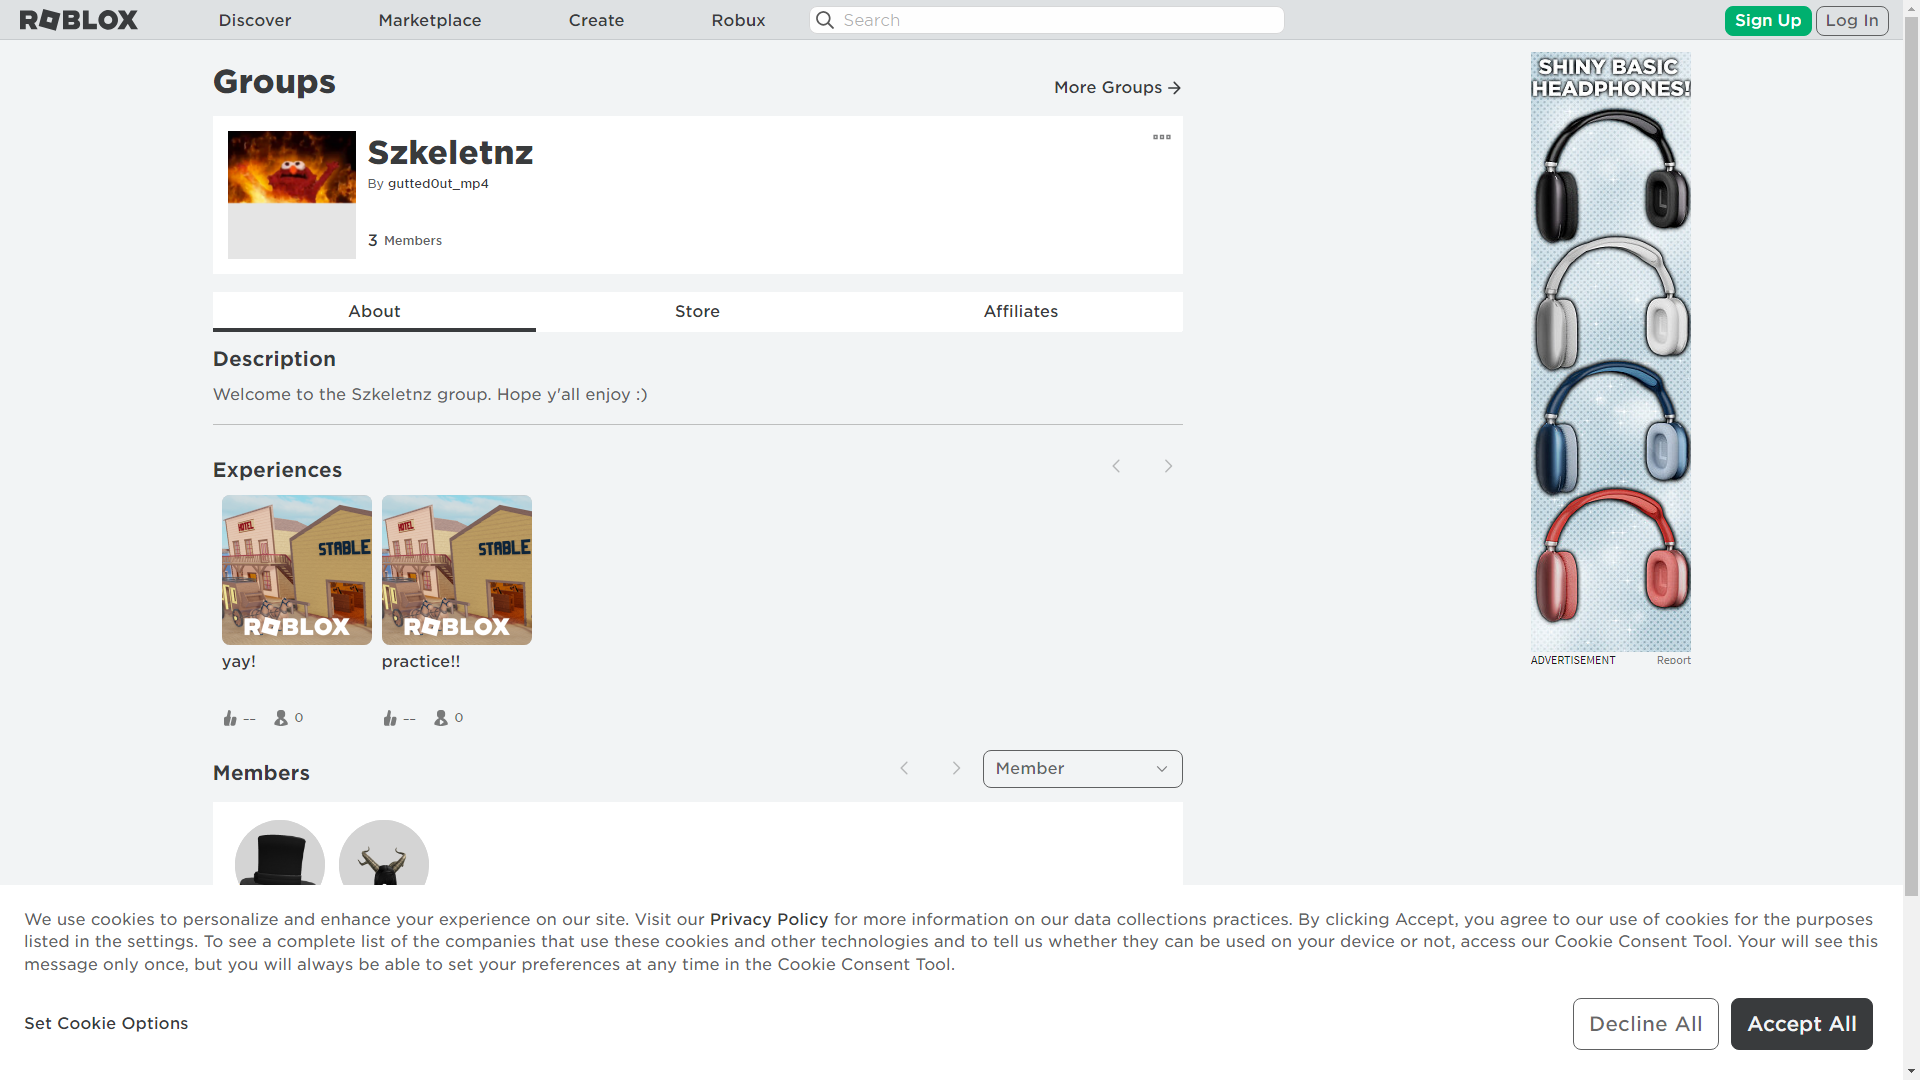 ROBLOX
Discover
Marketplace
Create
Robux
Search
Sign Up
Log In
Groups
More Groups
Szkeletnz
By gutted0ut_mp4
3 Members
About
Store
Affiliates
Description
Welcome to the Szkeletnz group. Hope y'all enjoy :)
Experiences
HOTEL
STABLE
ROBLOX
HOTEL
STABLE
ROBLOX
yay!
practice!!
-- 0
-- 0
Members
Member
SHINY BASIC
HEADPHONES!
ADVERTISEMENT
Report
We use cookies to personalize and enhance your experience on our site. Visit our Privacy Policy for more information on our data collections practices. By clicking Accept, you agree to our use of cookies for the purposes
listed in the settings. To see a complete list of the companies that use these cookies and other technologies and to tell us whether they can be used on your device or not, access our Cookie Consent Tool. Your will see this
message only once, but you will always be able to set your preferences at any time in the Cookie Consent Tool.
Set Cookie Options
Decline All
Accept All